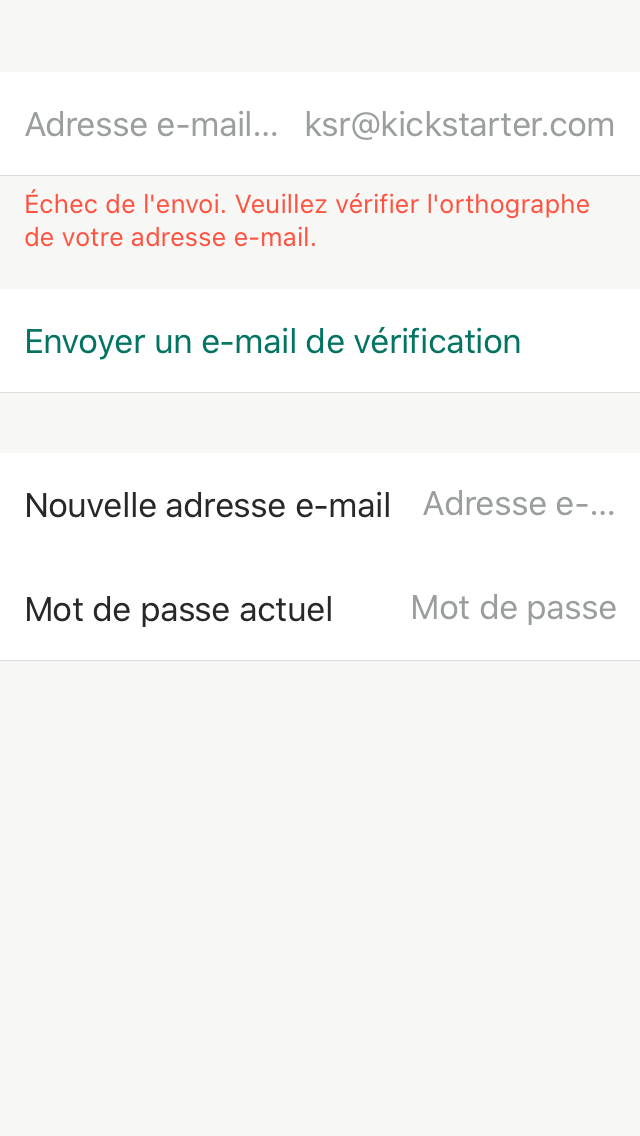 Adresse e-mail... ksr@kickstarter.com
Échec de l'envoi. Veuillez vérifier l'orthographe
de votre adresse e-mail.
Envoyer un e-mail de vérification
Nouvelle adresse e-mail Adresse e-...
Mot de passe actuel Mot de passe